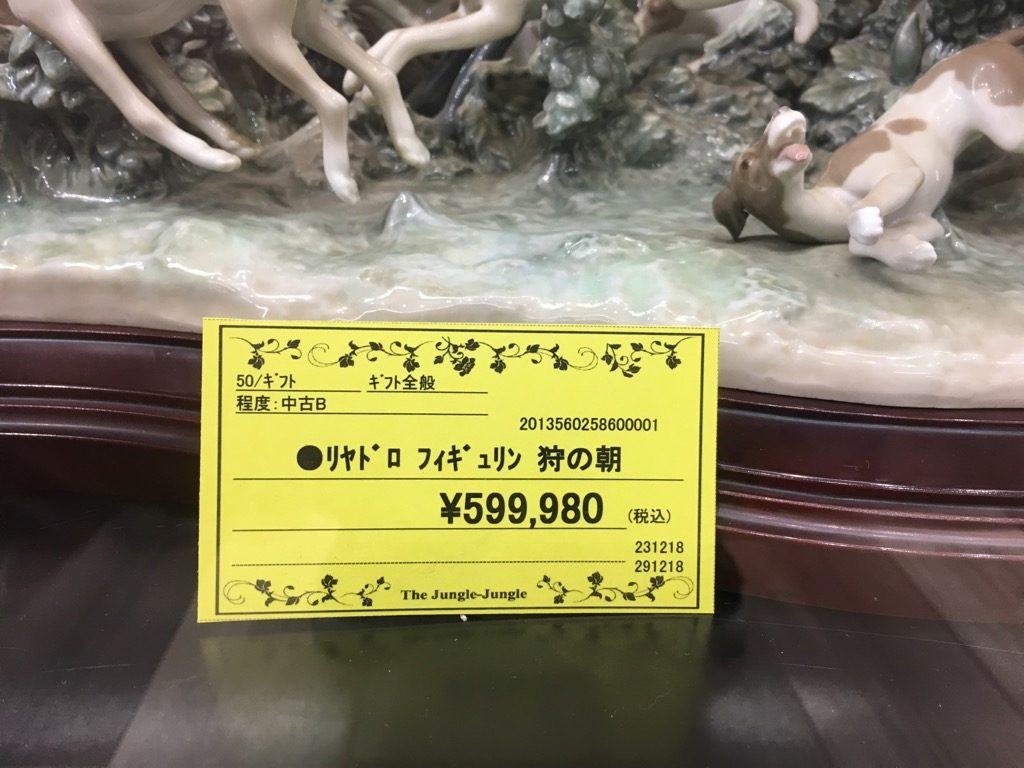 50/ｷﾞﾌﾄ ｷﾞﾌﾄ全般
程度:中古B
2013560258600001
●ﾘﾔﾄﾞﾛ ﾌｨｷﾞｭﾘﾝ 狩の朝
¥599,980 (税込)
231218
291218
The Jungle-Jungle